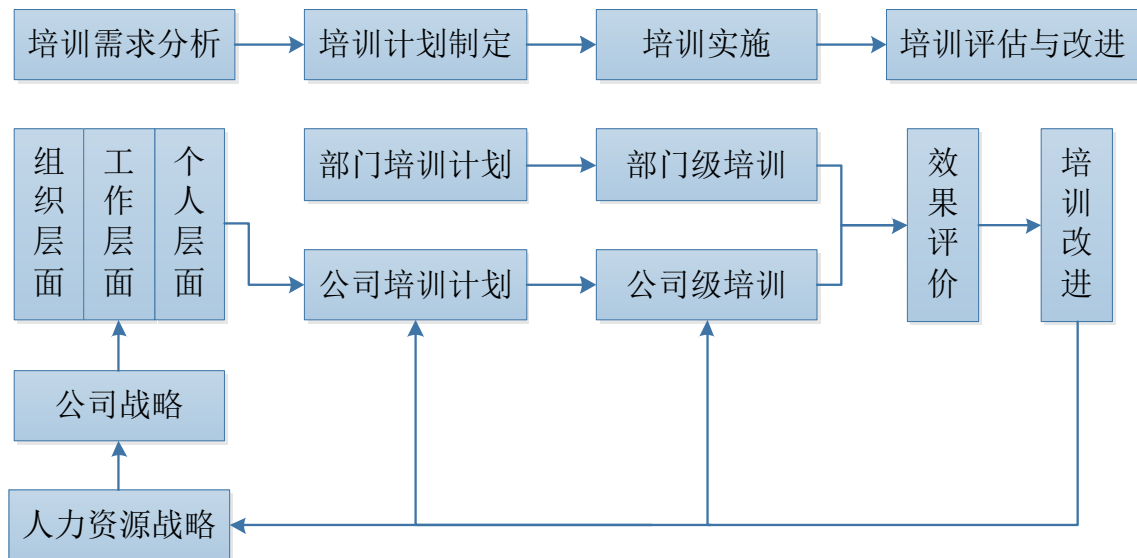 培训需求分析
培训计划制定
培训实施
培训评估与改进
组织层面
工作层面
个人层面
部门培训计划
部门级培训
效果评价
培训改进
公司培训计划
公司级培训
公司战略
人力资源战略